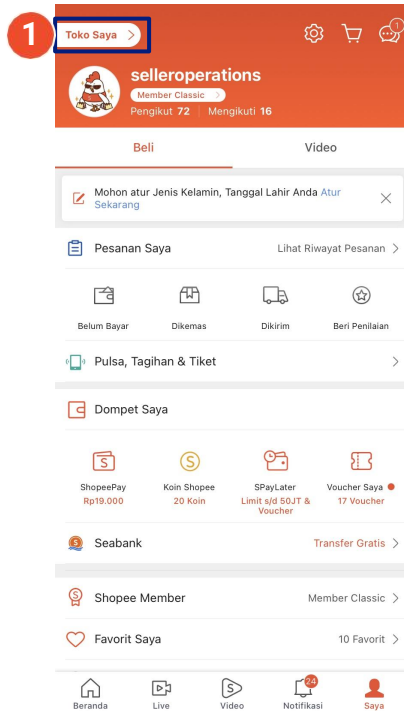 1
Toko Saya
1
selleroperations
Member Classic
Pengikut 72 Mengikuti 16
Beli Video
Mohon atur Jenis Kelamin, Tanggal Lahir Anda Atur
Sekarang
Pesanan Saya Lihat Riwayat Pesanan
Belum Bayar Dikemas Dikirim Beri Penilaian
Pulsa, Tagihan & Tiket
Dompet Saya
ShopeePay Koin Shopee SPayLater Voucher Saya
Rp19.000 20 Koin Limit s/d 50JT & 17 Voucher
Voucher
Seabank Transfer Gratis
Shopee Member Member Classic
Favorit Saya 10 Favorit
24
Beranda Live Video Notifikasi Saya